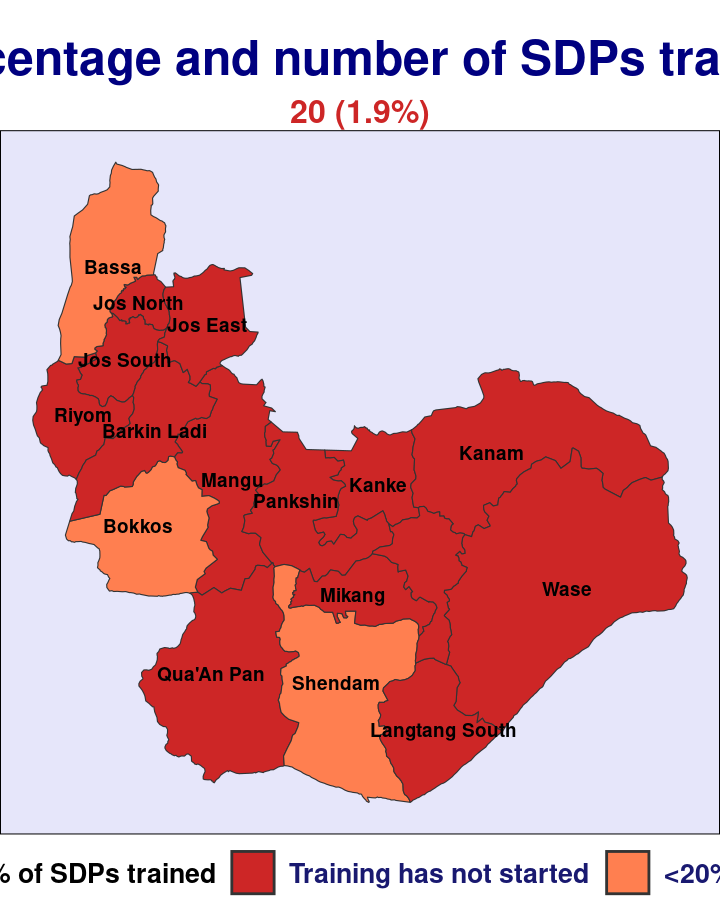 centage and number of SDPs tra
20 (1.9%)
Bassa
Jos North
Jos East
Jos South
Riyom
Barkin Ladi
Kanam
Mangu
Kanke
Pankshin
Bokkos
Wase
Mikang
Qua'An Pan
Shendam
Langtang South
% of SDPs trained Training has not started <20%